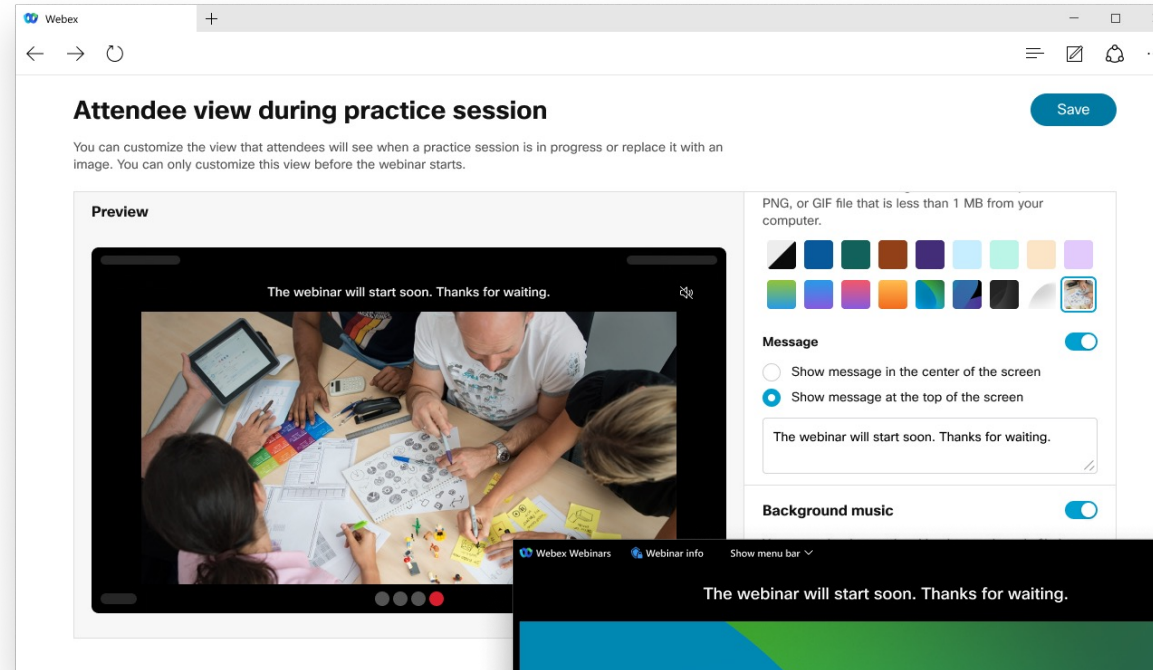 Webex
Attendee view during practice session
Save
You can customize the view that attendees will see when a practice session is in progress or replace it with an
image. You can only customize this view before the webinar starts.
Preview
PNG, or GIF file that is less than 1 MB from your
computer.
The webinar will start soon. Thanks for waiting.
Message
Show message in the center of the screen
Show message at the top of the screen
The webinar will start soon. Thanks for waiting.
Background music
Webex Webinars
Webinar info
Show menu bar
The webinar will start soon. Thanks for waiting.